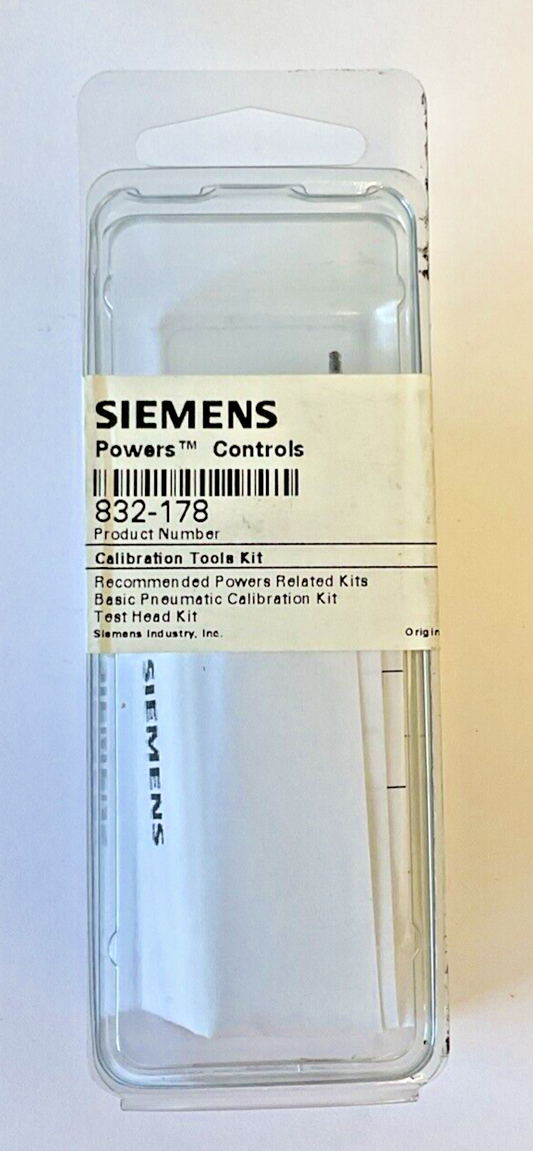 SIEMENS
Powers™ Controls
832-178
Product Number
Calibration Tools Kit
Recommended Powers Related Kits
Basic Pneumatic Calibration Kit
Test Head Kit
Siemens Industry, Inc. Origin
SIEMENS